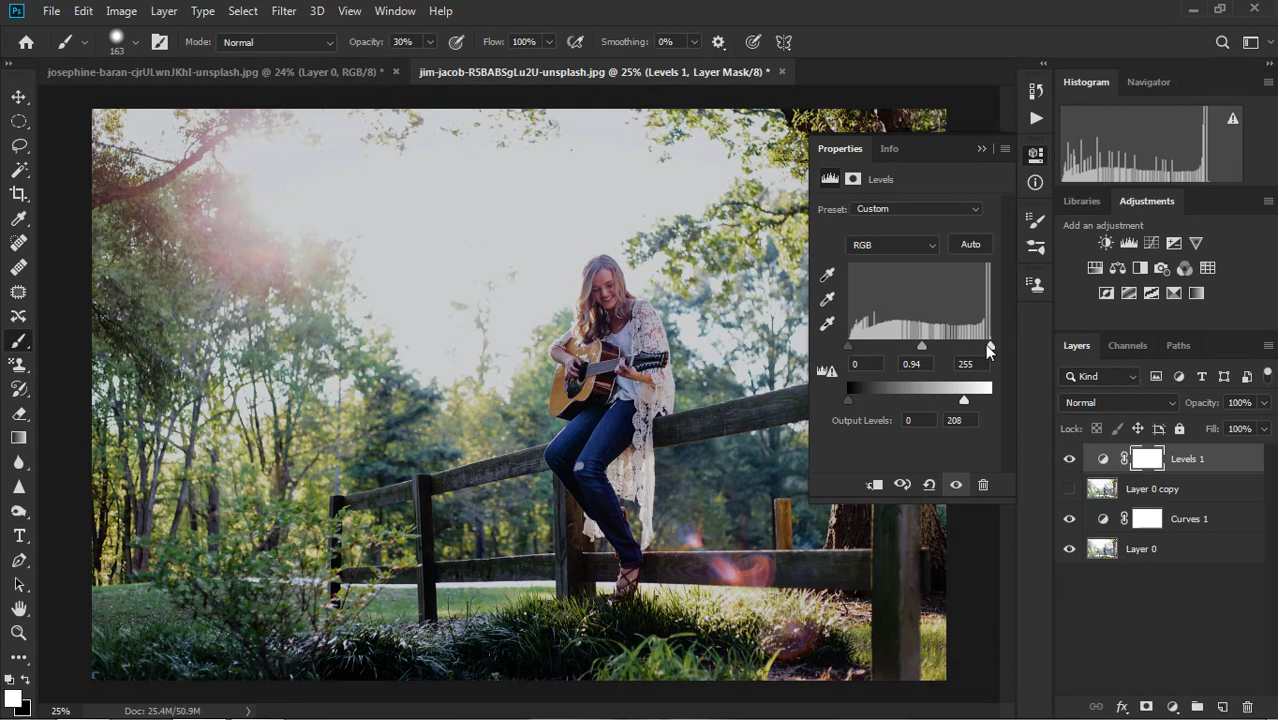 Ps File Edit Image Layer Type Select Filter 3D View Window Help
163 Mode: Normal Opacity: 30% Flow: 100% Smoothing: 0%
josephine-baran-cjrULwnJKhI-unsplash.jpg @ 24% (Layer 0, RGB/8) * jim-jacob-R5BABSgLu2U-unsplash.jpg @ 25% (Levels 1, Layer Mask/8) *
Histogram Navigator
Properties Info
Levels
Preset: Custom
RGB Auto
0 0.94 255
Output Levels: 0 208
Libraries Adjustments
Add an adjustment
Layers Channels Paths
Kind
Normal Opacity: 100%
Lock: Fill: 100%
Levels 1
Layer 0 copy
Curves 1
Layer 0
25% Doc: 25.4M/50.9M